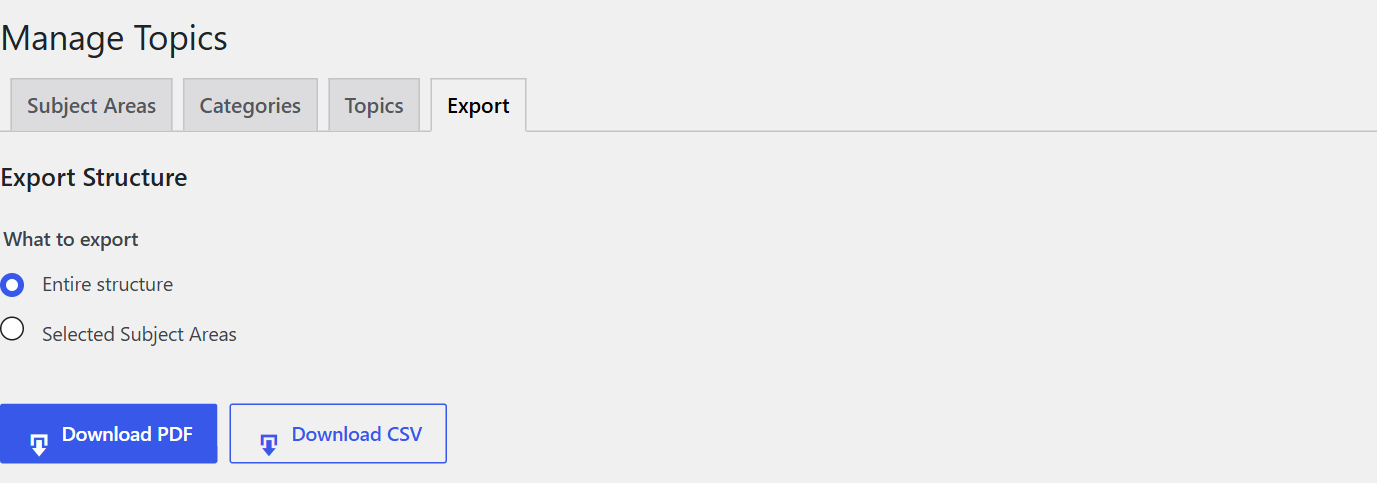 Manage Topics
Subject Areas Categories Topics Export
Export Structure
What to export
Entire structure
Selected Subject Areas
Download PDF Download CSV